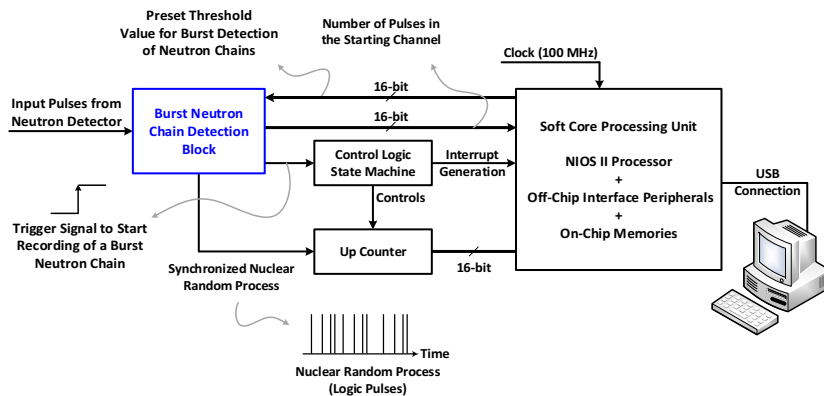 Preset Threshold
Value for Burst Detection
of Neutron Chains
Number of Pulses in
the Starting Channel
Clock (100 MHz)
Input Pulses from
Neutron Detector
Burst Neutron
Chain Detection
Block
16-bit
16-bit
Control Logic
State Machine
Interrupt
Generation
Controls
Up Counter
16-bit
Soft Core Processing Unit
NIOS II Processor
+
Off-Chip Interface Peripherals
+
On-Chip Memories
USB
Connection
Trigger Signal to Start
Recording of a Burst
Neutron Chain
Synchronized Nuclear
Random Process
Time
Nuclear Random Process
(Logic Pulses)